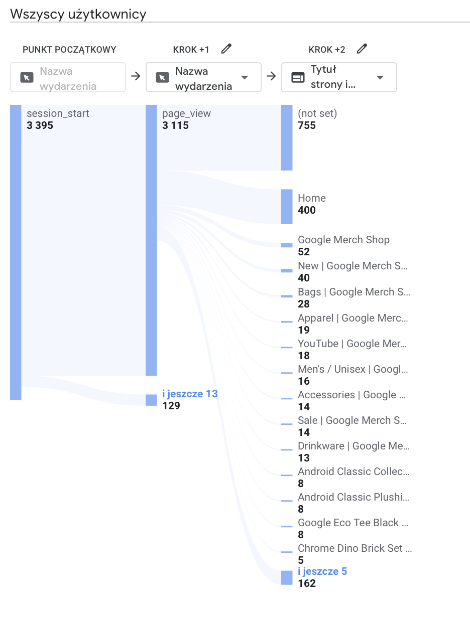 Wszyscy użytkownicy
PUNKT POCZĄTKOWY
KROK +1
KROK +2
Nazwa
wydarzenia
Nazwa
wydarzenia
Tytuł
strony i…
session_start
3 395
page_view
3 115
i jeszcze 13
129
(not set)
755
Home
400
Google Merch Shop
52
New | Google Merch S…
40
Bags | Google Merch S…
28
Apparel | Google Merc…
19
YouTube | Google Mer…
18
Men's / Unisex | Googl…
16
Accessories | Google …
14
Sale | Google Merch S…
14
Drinkware | Google Me…
13
Android Classic Collec…
8
Android Classic Plushi…
8
Google Eco Tee Black …
8
Chrome Dino Brick Set …
5
i jeszcze 5
162